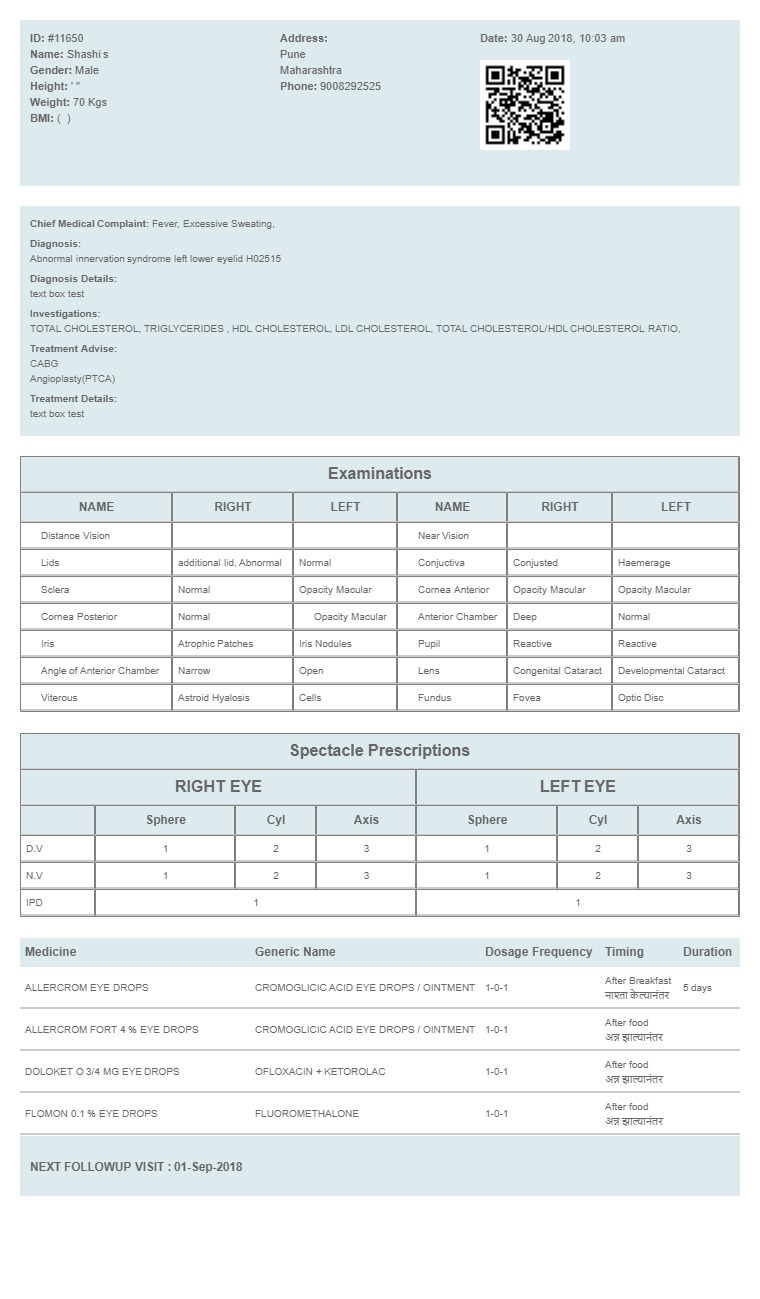 ID: #11650
Name: Shashi s
Gender: Male
Height: ' "
Weight: 70 Kgs
BMI: ( )
Address:
Pune
Maharashtra
Phone: 9008292525
Date: 30 Aug 2018, 10:03 am
Chief Medical Complaint: Fever, Excessive Sweating,
Diagnosis:
Abnormal innervation syndrome left lower eyelid H02515
Diagnosis Details:
text box test
Investigations:
TOTAL CHOLESTEROL, TRIGLYCERIDES , HDL CHOLESTEROL, LDL CHOLESTEROL, TOTAL CHOLESTEROL/HDL CHOLESTEROL RATIO,
Treatment Advise:
CABG
Angioplasty(PTCA)
Treatment Details:
text box test
Examinations
NAME RIGHT LEFT NAME RIGHT LEFT
Distance Vision Near Vision
Lids additional lid, Abnormal Normal Conjuctiva Conjusted Haemerage
Sclera Normal Opacity Macular Cornea Anterior Opacity Macular Opacity Macular
Cornea Posterior Normal Opacity Macular Anterior Chamber Deep Normal
Iris Atrophic Patches Iris Nodules Pupil Reactive Reactive
Angle of Anterior Chamber Narrow Open Lens Congenital Cataract Developmental Cataract
Viterous Astroid Hyalosis Cells Fundus Fovea Optic Disc
Spectacle Prescriptions
RIGHT EYE LEFT EYE
Sphere Cyl Axis Sphere Cyl Axis
D.V 1 2 3 1 2 3
N.V 1 2 3 1 2 3
IPD 1 1
Medicine Generic Name Dosage Frequency Timing Duration
ALLERCROM EYE DROPS CROMOGLICIC ACID EYE DROPS / OINTMENT 1-0-1 After Breakfast 5 days
नाश्ता केल्यानंतर
ALLERCROM FORT 4 % EYE DROPS CROMOGLICIC ACID EYE DROPS / OINTMENT 1-0-1 After food
अन्न झाल्यानंतर
DOLOKET O 3/4 MG EYE DROPS OFLOXACIN + KETOROLAC 1-0-1 After food
अन्न झाल्यानंतर
FLOMON 0.1 % EYE DROPS FLUOROMETHALONE 1-0-1 After food
अन्न झाल्यानंतर
NEXT FOLLOWUP VISIT : 01-Sep-2018